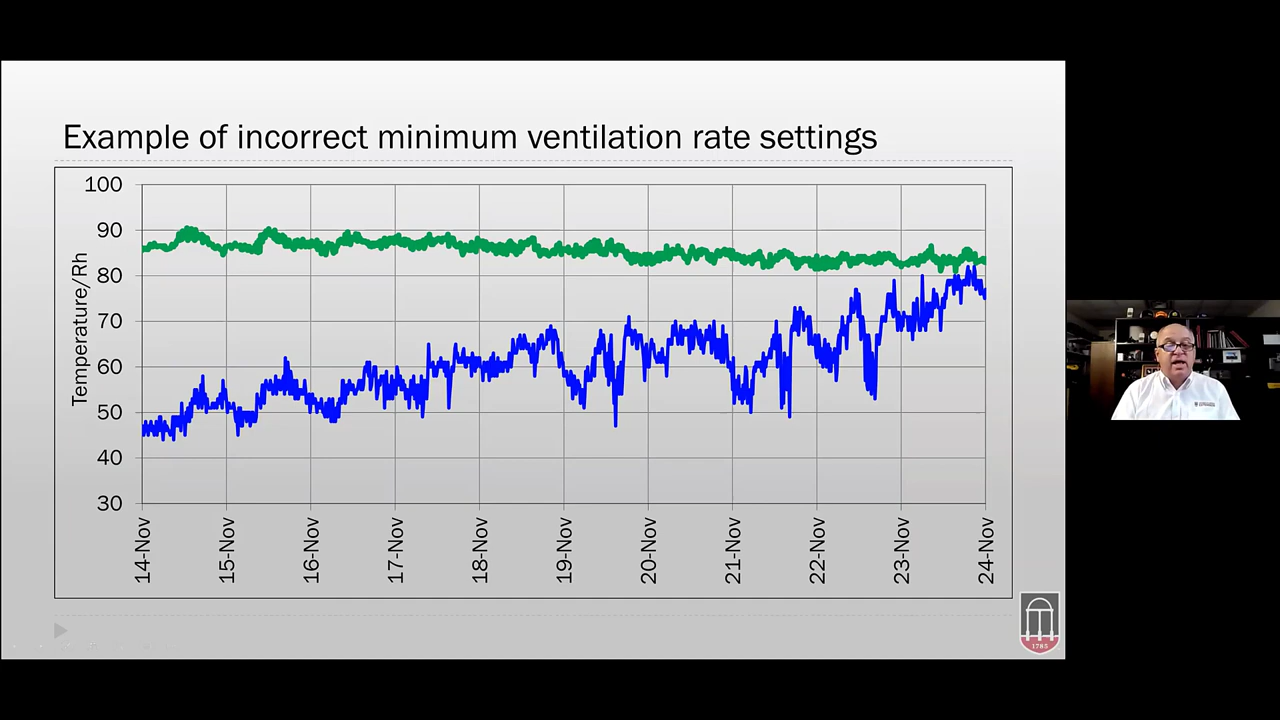 Example of incorrect minimum ventilation rate settings
Temperature/Rh
100
90
80
70
60
50
40
30
14-Nov
15-Nov
16-Nov
17-Nov
18-Nov
19-Nov
20-Nov
21-Nov
22-Nov
23-Nov
24-Nov
1785